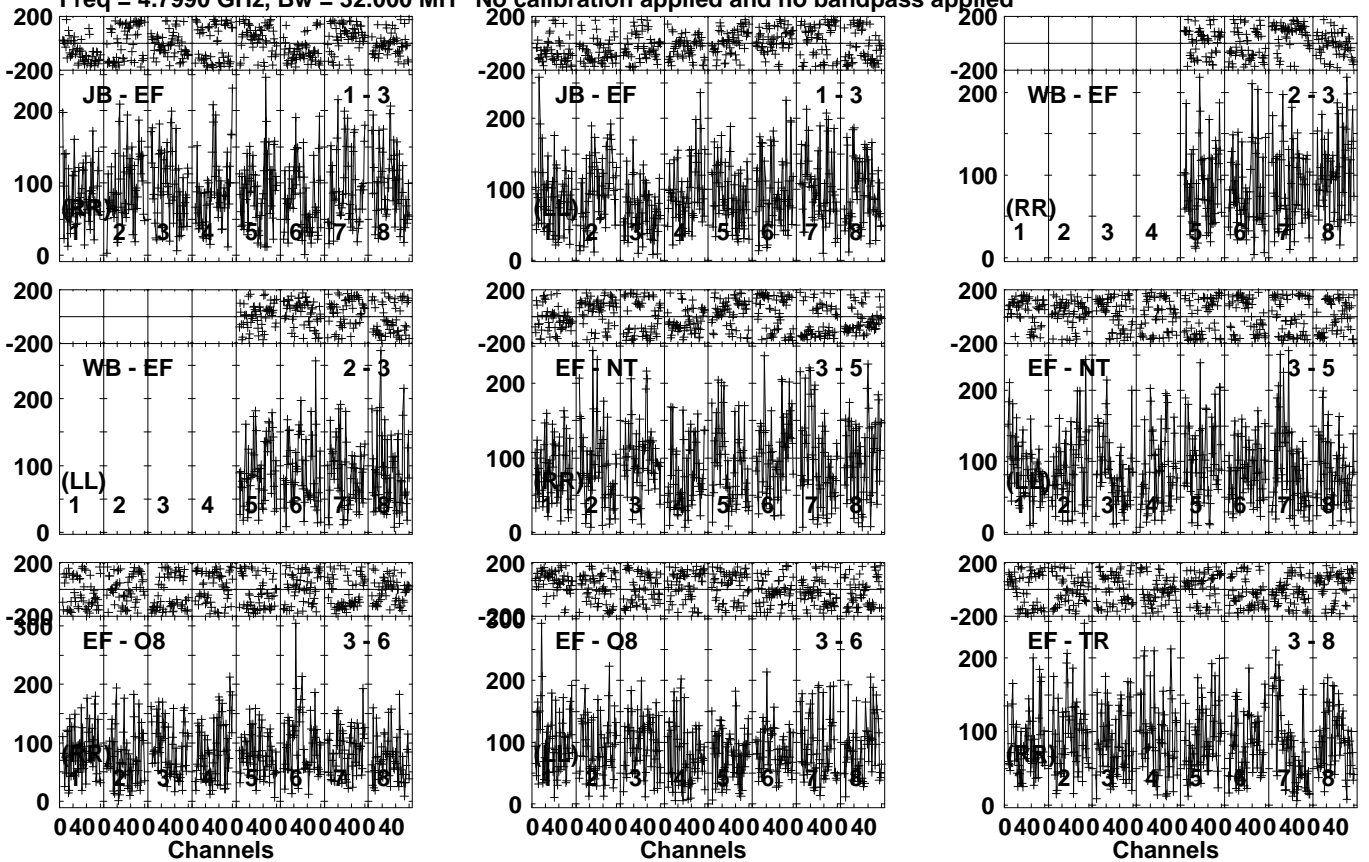 Freq = 4.7990 GHz, Bw = 32.000 MH No calibration applied and no bandpass applied
200 200 200
-200 -200 -200
JB - EF 1 - 3 JB - EF 1 - 3 WB - EF 2 - 3
200 200 200
100 100 100
(RR) (LL) (RR)
1 2 3 4 5 6 7 8 1 2 3 4 5 6 7 8 1 2 3 4 5 6 7 8
0 0 0
200 200 200
-200 -200 -200
WB - EF 2 - 3 EF - NT 3 - 5 EF - NT 3 - 5
200 200 200
100 100 100
(LL) (RR) (LL)
1 2 3 4 5 6 7 8 1 2 3 4 5 6 7 8 1 2 3 4 5 6 7 8
0 0 0
200 200 200
-200 -200 -200
300 300
EF - O8 3 - 6 EF - O8 3 - 6 EF - TR 3 - 8
200 200 200
100 100 100
(RR) (LL) (RR)
1 2 3 4 5 6 7 8 1 2 3 4 5 6 7 8 1 2 3 4 5 6 7 8
0 0 0
0 40 0 40 0 40 0 40 0 40 0 40 0 40 0 40 0 40 0 40 0 40 0 40 0 40 0 40 0 40 0 40 0 40 0 40 0 40 0 40 0 40 0 40 0 40 0 40
Channels Channels Channels